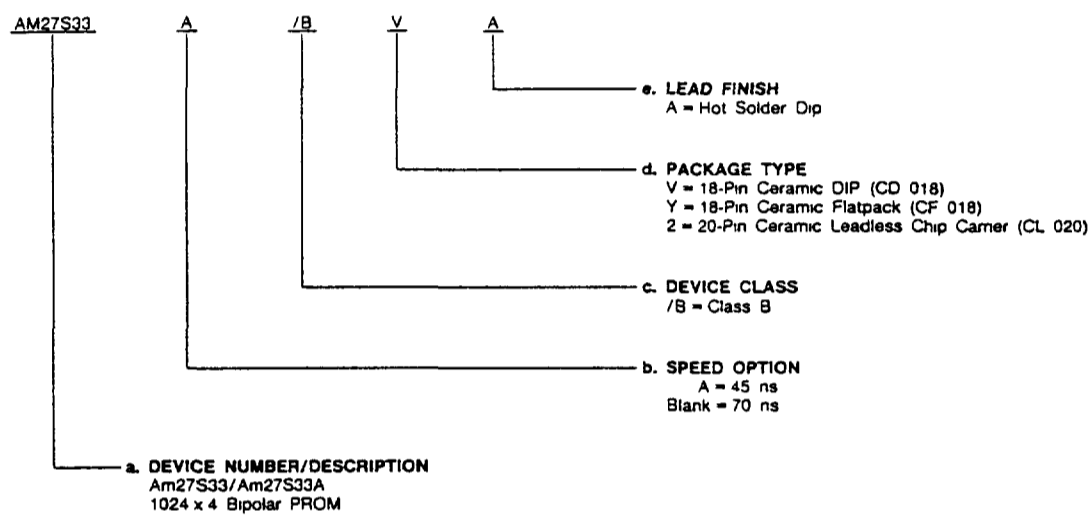 AM27S33 A /B V A
e. LEAD FINISH
A = Hot Solder Dip
d. PACKAGE TYPE
V = 18-Pin Ceramic DIP (CD 018)
Y = 18-Pin Ceramic Flatpack (CF 018)
2 = 20-Pin Ceramic Leadless Chip Carrier (CL 020)
c. DEVICE CLASS
/B = Class B
b. SPEED OPTION
A = 45 ns
Blank = 70 ns
a. DEVICE NUMBER/DESCRIPTION
Am27S33/Am27S33A
1024 x 4 Bipolar PROM